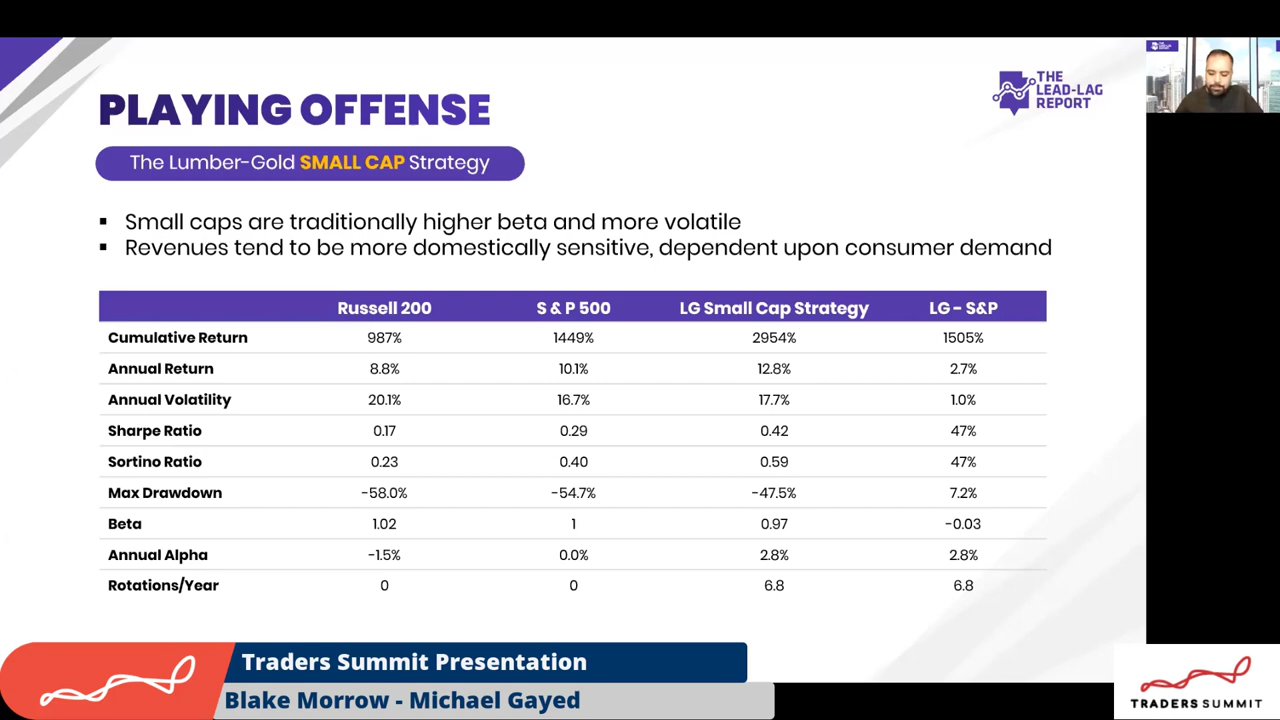 PLAYING OFFENSE
THE
LEAD-LAG
REPORT
The Lumber-Gold SMALL CAP Strategy
▪ Small caps are traditionally higher beta and more volatile
▪ Revenues tend to be more domestically sensitive, dependent upon consumer demand
Russell 200 S & P 500 LG Small Cap Strategy LG - S&P
Cumulative Return 987% 1449% 2954% 1505%
Annual Return 8.8% 10.1% 12.8% 2.7%
Annual Volatility 20.1% 16.7% 17.7% 1.0%
Sharpe Ratio 0.17 0.29 0.42 47%
Sortino Ratio 0.23 0.40 0.59 47%
Max Drawdown -58.0% -54.7% -47.5% 7.2%
Beta 1.02 1 0.97 -0.03
Annual Alpha -1.5% 0.0% 2.8% 2.8%
Rotations/Year 0 0 6.8 6.8
Traders Summit Presentation
Blake Morrow - Michael Gayed
TRADERS SUMMIT